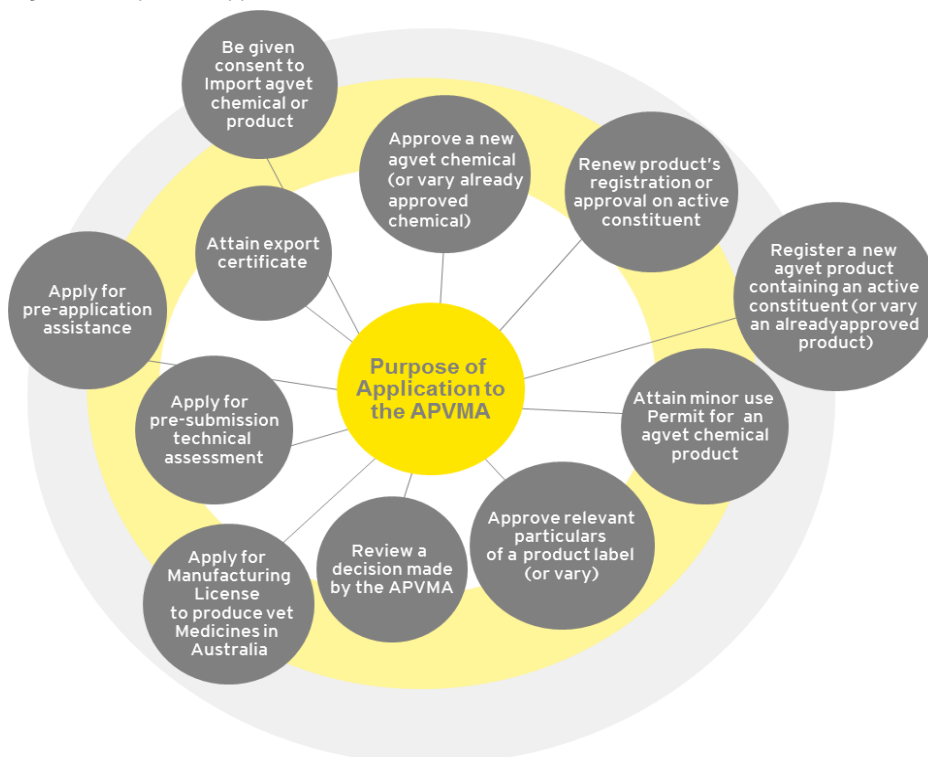 Be given
consent to
Import agvet
chemical or
product
Approve a new
agvet chemical
(or vary already
approved
chemical)
Renew product's
registration or
approval on active
constituent
Attain export
certificate
Register a new
agvet product
containing an active
constituent (or vary
an alreadyapproved
product)
Apply for
pre-application
assistance
Purpose of
Application to
the APVMA
Apply for
pre-submission
technical
assessment
Attain minor use
Permit for an
agvet chemical
product
Approve relevant
particulars
of a product label
(or vary)
Review a
decision made
by the APVMA
Apply for
Manufacturing
License
to produce vet
Medicines in
Australia